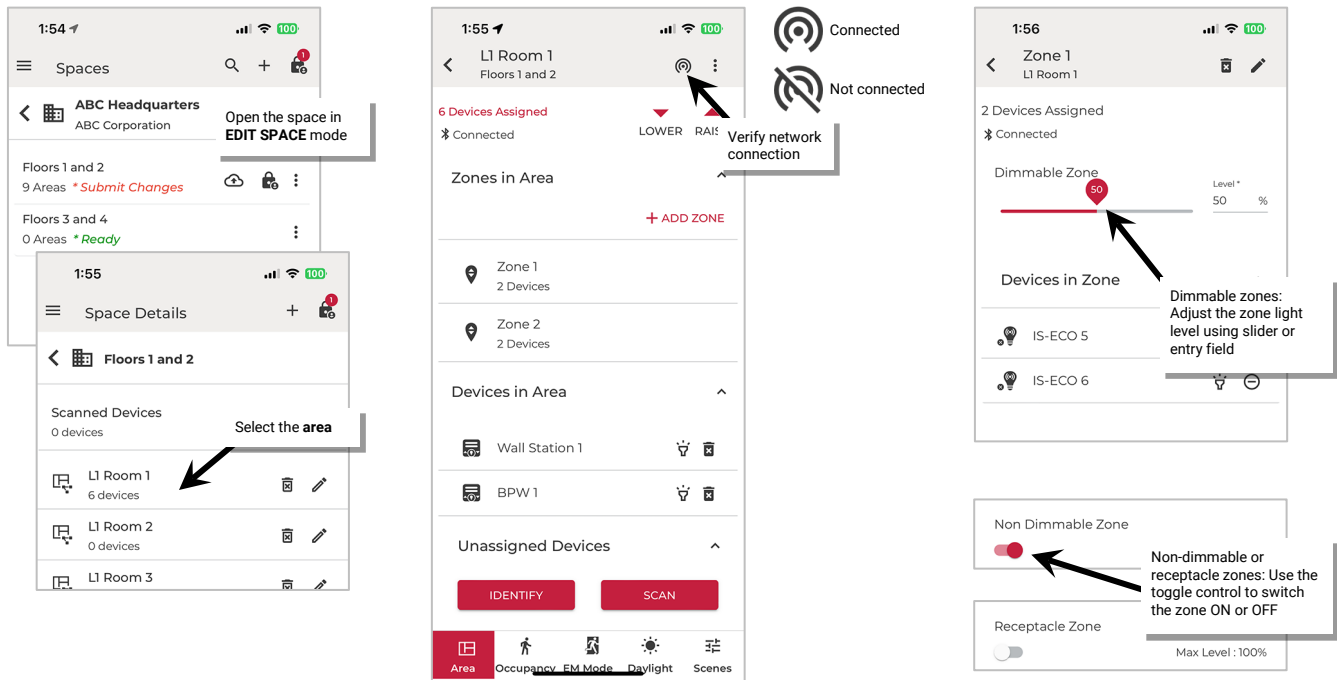 1:54
100
Spaces
1
ABC Headquarters
ABC Corporation
Open the space in
EDIT SPACE mode
Floors 1 and 2
9 Areas * Submit Changes
Floors 3 and 4
0 Areas * Ready
1:55
100
Space Details
1
Floors 1 and 2
Scanned Devices
0 devices
Select the area
L1 Room 1
6 devices
L1 Room 2
0 devices
L1 Room 3
1:55
100
L1 Room 1
Floors 1 and 2
6 Devices Assigned
Connected
LOWER
Verify network
connection
Zones in Area
+ ADD ZONE
Zone 1
2 Devices
Zone 2
2 Devices
Devices in Area
Wall Station 1
BPW 1
Unassigned Devices
IDENTIFY
SCAN
Area
Occupancy
EM Mode
Daylight
Scenes
Connected
Not connected
1:56
100
Zone 1
L1 Room 1
2 Devices Assigned
Connected
Dimmable Zone
50
Level *
50 %
Devices in Zone
Dimmable zones:
Adjust the zone light
level using slider or
entry field
IS-ECO 5
IS-ECO 6
Non Dimmable Zone
Non-dimmable or
receptacle zones: Use the
toggle control to switch
the zone ON or OFF
Receptacle Zone
Max Level : 100%